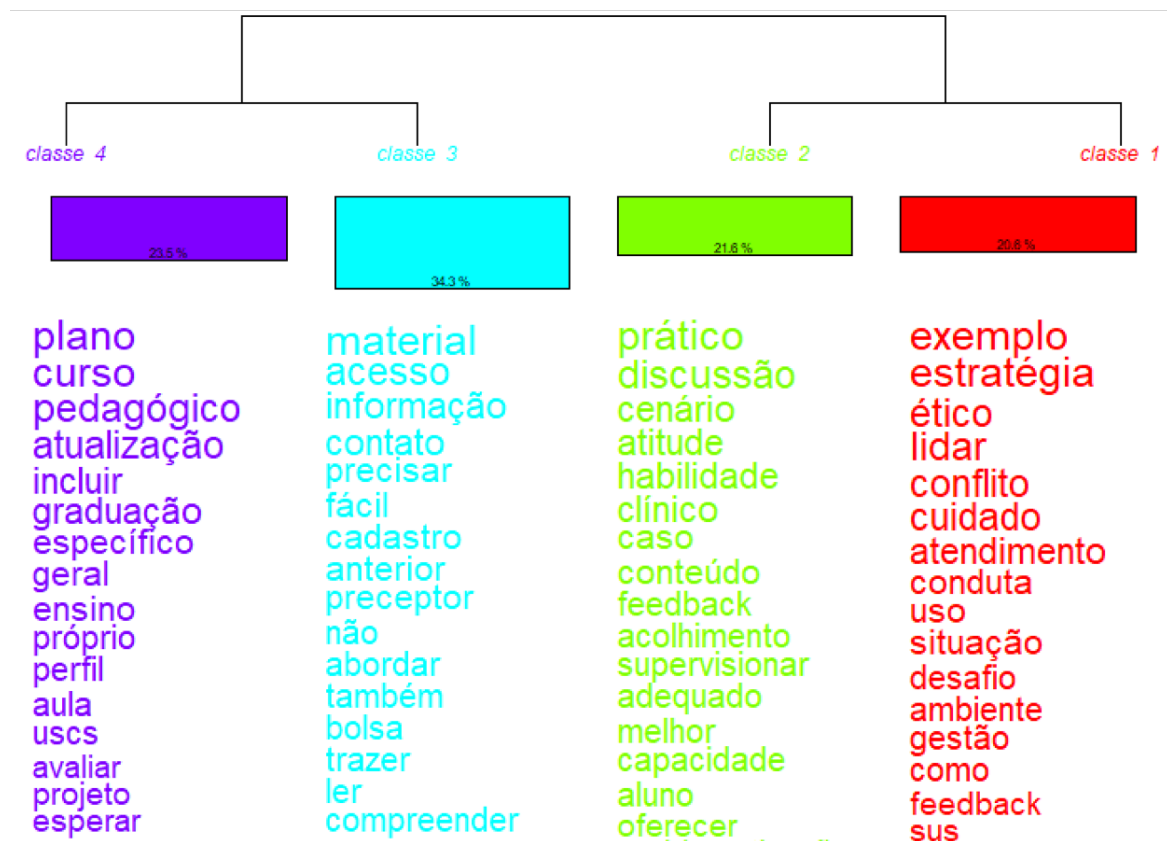 classe 4
classe 3
classe 2
classe 1
23.5 %
34.3 %
21.6 %
20.6 %
plano
curso
pedagógico
atualização
incluir
graduação
específico
geral
ensino
próprio
perfil
aula
uscs
avaliar
projeto
esperar
material
acesso
informação
contato
precisar
fácil
cadastro
anterior
preceptor
não
abordar
também
bolsa
trazer
ler
compreender
prático
discussão
cenário
atitude
habilidade
clínico
caso
conteúdo
feedback
acolhimento
supervisionar
adequado
melhor
capacidade
aluno
oferecer
exemplo
estratégia
ético
lidar
conflito
cuidado
atendimento
conduta
uso
situação
desafio
ambiente
gestão
como
feedback
sus